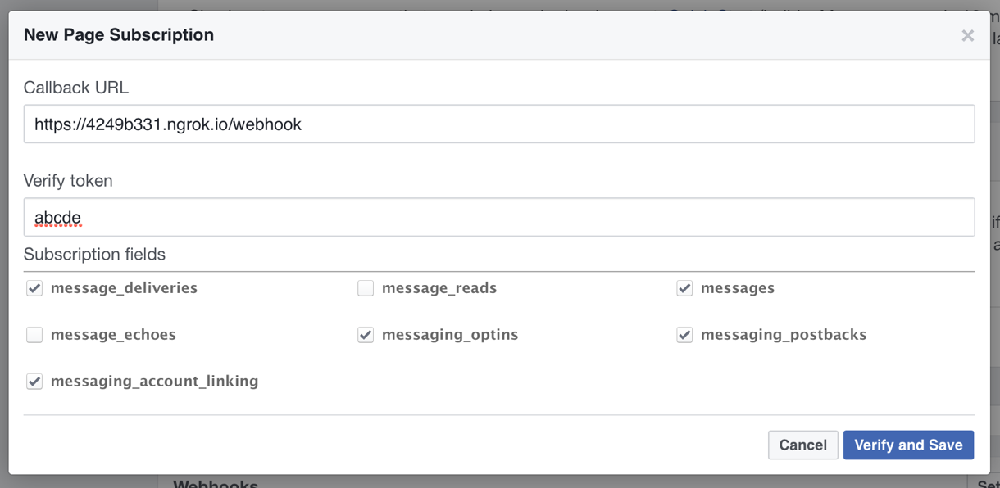 New Page Subscription
×
Callback URL
https://4249b331.ngrok.io/webhook
Verify token
abcde
Subscription fields
message_deliveries message_reads messages
message_echoes messaging_optins messaging_postbacks
messaging_account_linking
Cancel Verify and Save
Webhooks